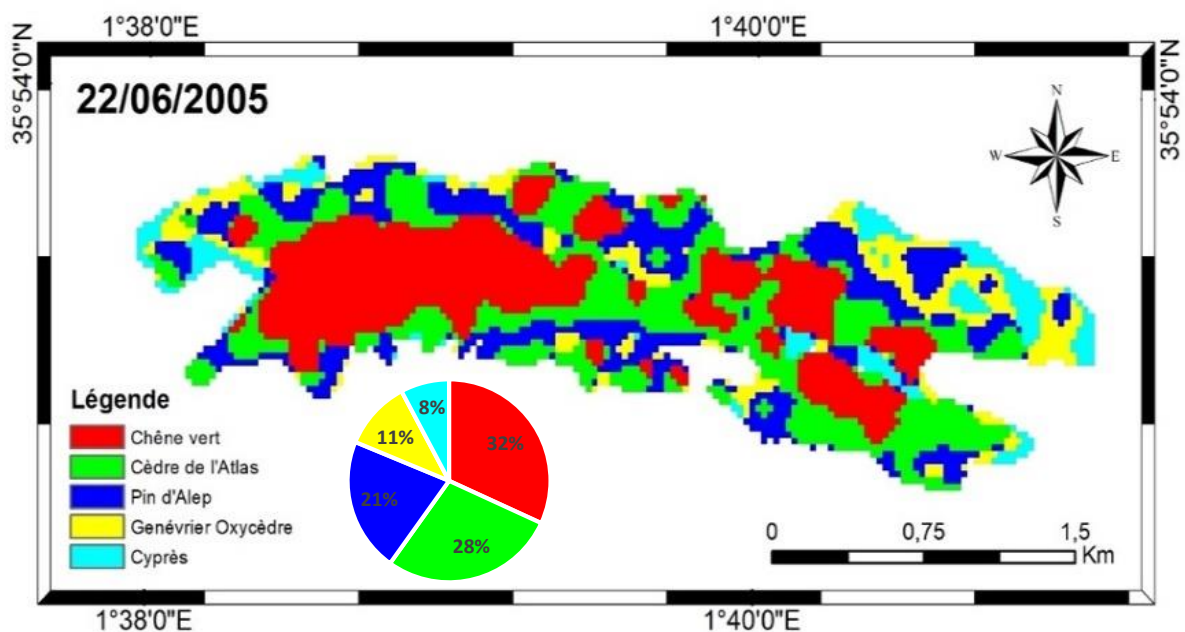 1°38'0"E 1°40'0"E
35°54'0"N
35°54'0"N
22/06/2005
N
W E
S
Légende
Chêne vert
Cèdre de l'Atlas
Pin d'Alep
Genévrier Oxycèdre
Cyprès
8%
32%
11%
21%
28%
0 0,75 1,5
Km
1°38'0"E 1°40'0"E